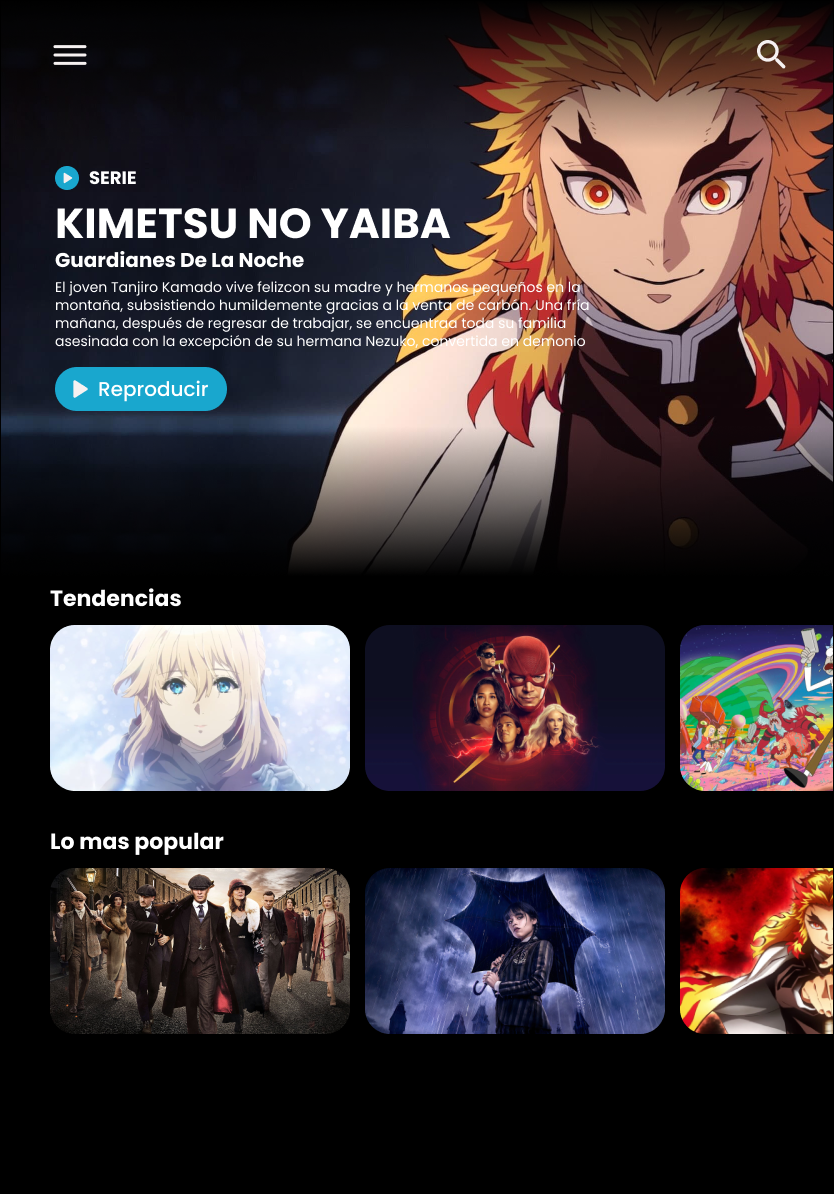 SERIE
KIMETSU NO YAIBA
Guardianes De La Noche
El joven Tanjiro Kamado vive felizcon su madre y hermanos pequeños en la
montaña, subsistiendo humildemente gracias a la venta de carbón. Una fría
mañana, después de regresar de trabajar, se encuentraa toda su familia
asesinada con la excepción de su hermana Nezuko, convertida en demonio
Reproducir
Tendencias
Lo mas popular